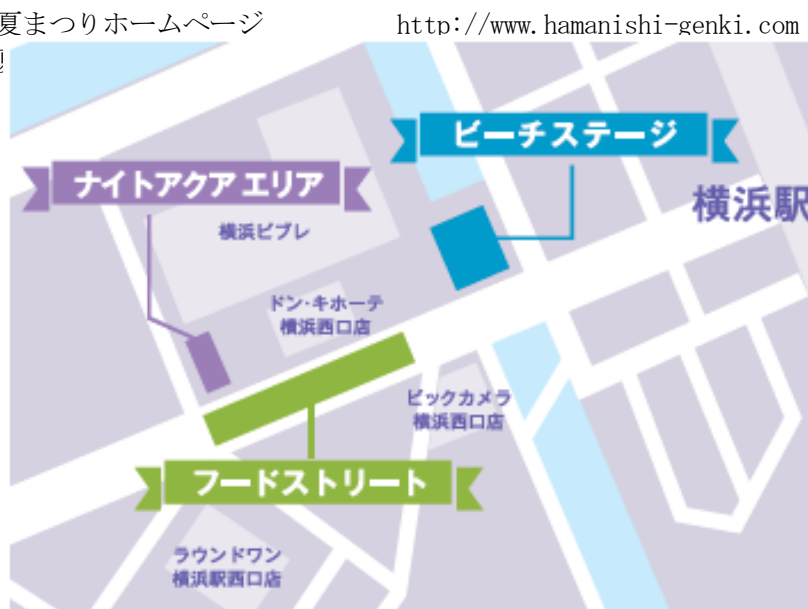 夏まつりホームページ http://www.hamanishi-genki.com
ビーチステージ
ナイトアクアエリア
横浜駅
横浜ビブレ
ドン・キホーテ
横浜西口店
ビックカメラ
横浜西口店
フードストリート
ラウンドワン
横浜駅西口店